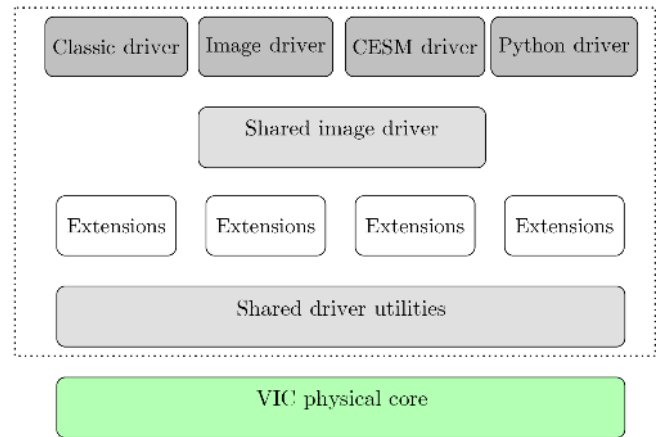 Classic driver
Image driver
CESM driver
Python driver
Shared image driver
Extensions
Extensions
Extensions
Extensions
Shared driver utilities
VIC physical core